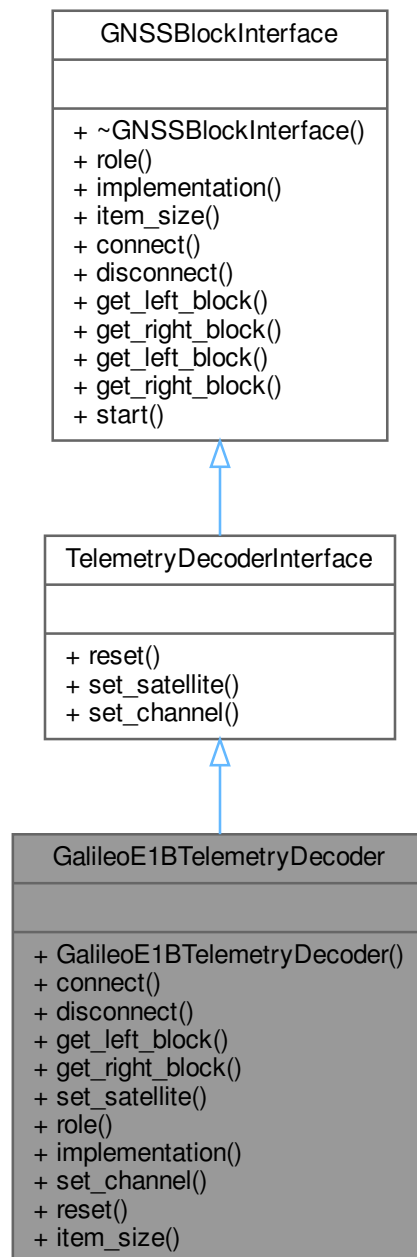 GNSSBlockInterface
+ ~GNSSBlockInterface()
+ role()
+ implementation()
+ item_size()
+ connect()
+ disconnect()
+ get_left_block()
+ get_right_block()
+ get_left_block()
+ get_right_block()
+ start()
TelemetryDecoderInterface
+ reset()
+ set_satellite()
+ set_channel()
GalileoE1BTelemetryDecoder
+ GalileoE1BTelemetryDecoder()
+ connect()
+ disconnect()
+ get_left_block()
+ get_right_block()
+ set_satellite()
+ role()
+ implementation()
+ set_channel()
+ reset()
+ item_size()